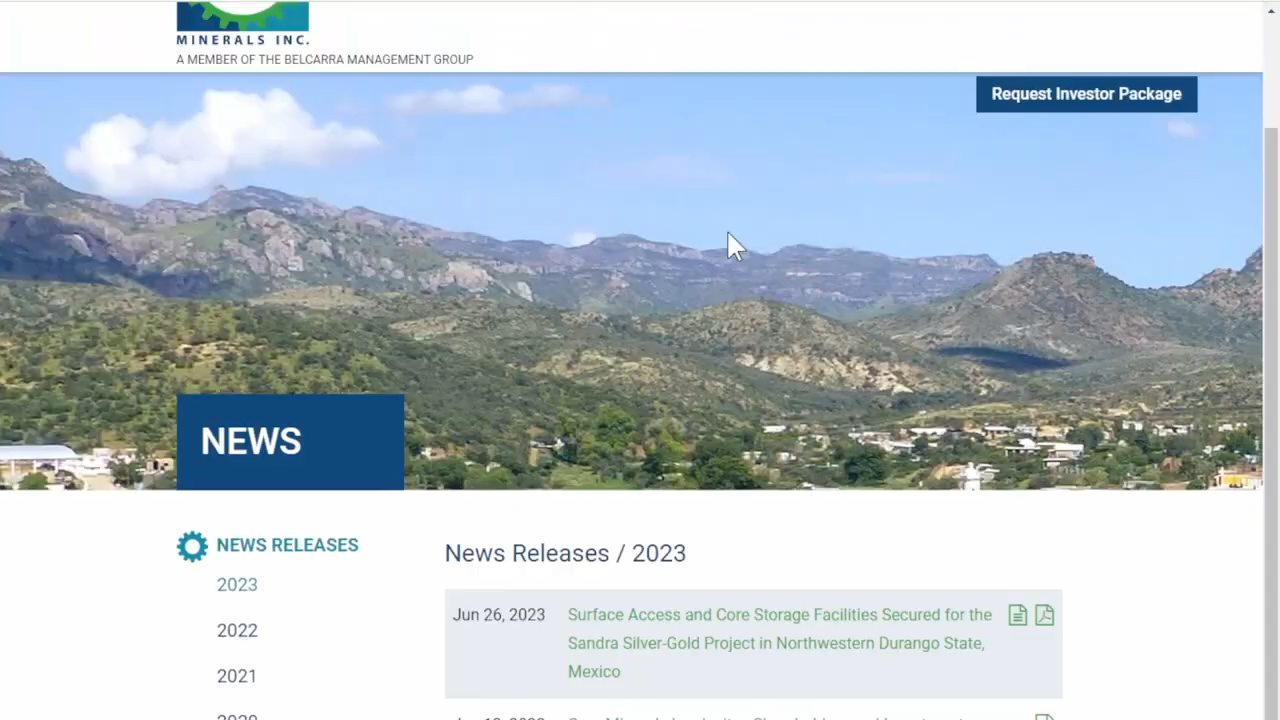 MINERALS INC.
A MEMBER OF THE BELCARRA MANAGEMENT GROUP
Request Investor Package
NEWS
NEWS RELEASES
2023
2022
2021
News Releases / 2023
Jun 26, 2023
Surface Access and Core Storage Facilities Secured for the
Sandra Silver-Gold Project in Northwestern Durango State,
Mexico